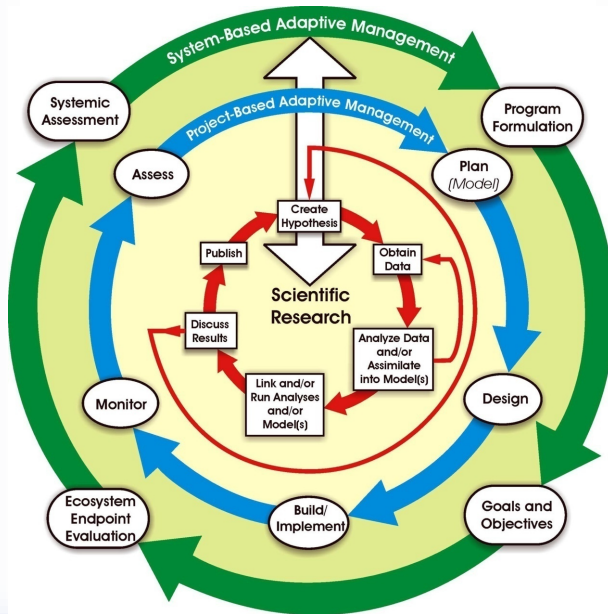 System-Based Adaptive Management
Systemic
Assessment
Program
Formulation
Project-Based Adaptive Management
Assess
Plan
(Model)
Create
Hypothesis
Publish
Obtain
Data
Scientific
Research
Discuss
Results
Analyze Data
and/or
Assimilate
into Model(s)
Link and/or
Run Analyses
and/or
Model(s)
Monitor
Design
Ecosystem
Endpoint
Evaluation
Build/
Implement
Goals and
Objectives